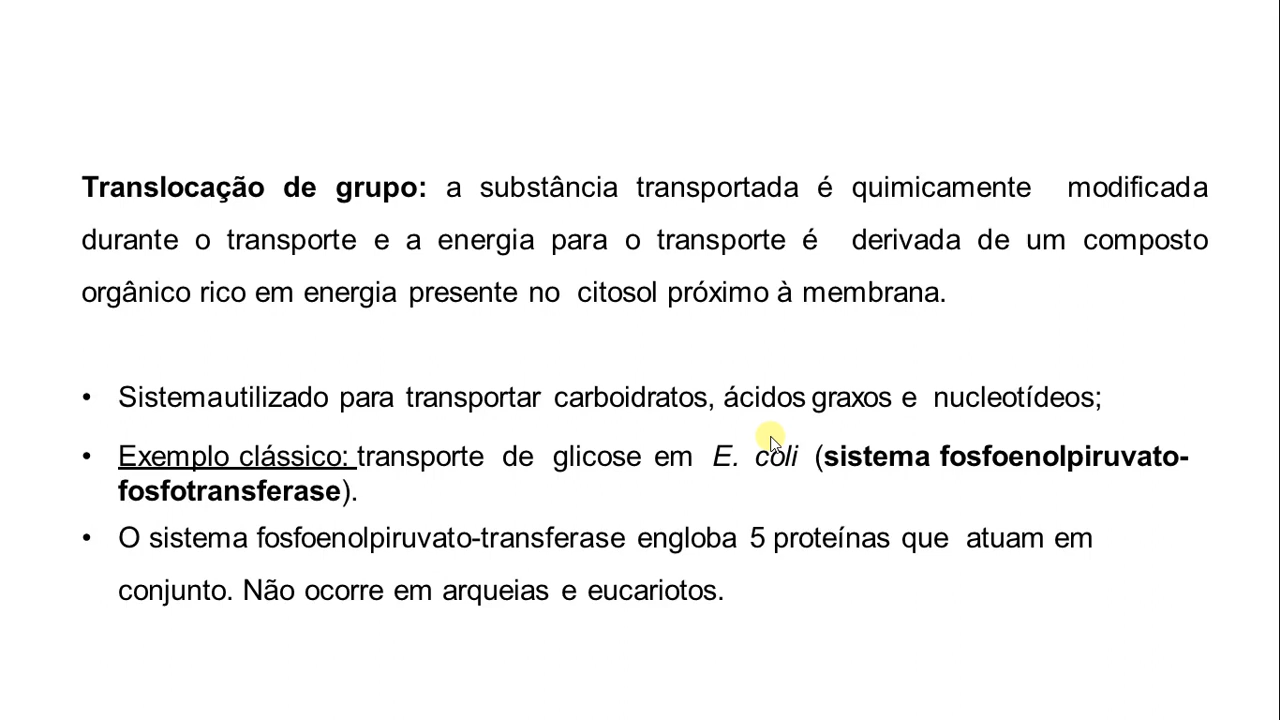 Translocação de grupo: a substância transportada é quimicamente modificada
durante o transporte e a energia para o transporte é derivada de um composto
orgânico rico em energia presente no citosol próximo à membrana.
• Sistemautilizado para transportar carboidratos, ácidos graxos e nucleotídeos;
• Exemplo clássico: transporte de glicose em E. coli (sistema fosfoenolpiruvato-
fosfotransferase).
• O sistema fosfoenolpiruvato-transferase engloba 5 proteínas que atuam em
conjunto. Não ocorre em arqueias e eucariotos.